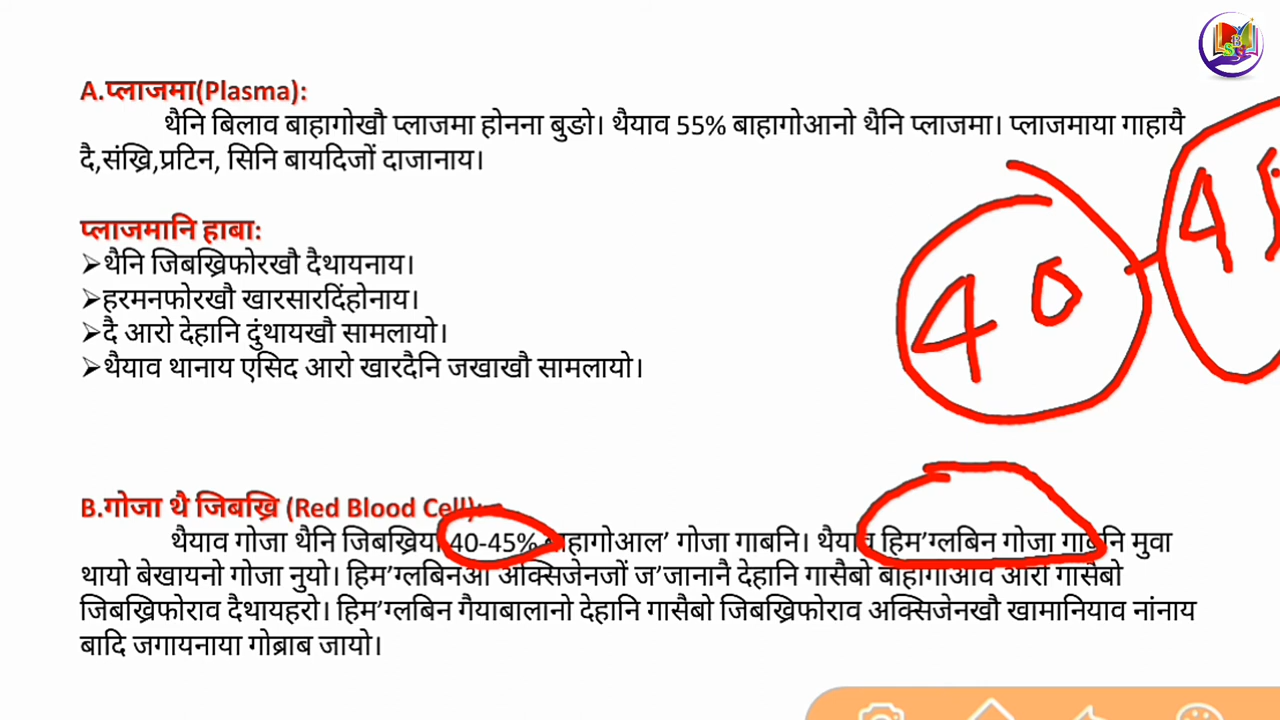 A.प्लाजमा(Plasma):
थैनि बिलाव बाहागोखौ प्लाजमा होनना बुङो। थैयाव 55% बाहागोआनो थैनि प्लाजमा। प्लाजमाया गाहायै
दै,संख्रि,प्रटिन, सिनि बायदिजों दाजानाय।
प्लाजमानि हाबा:
➢थैनि जिबख्रिफोरखौ दैथायनाय।
➢हरमनफोरखौ खारसारदिंहोनाय।
➢दै आरो देहानि दुंथायखौ सामलायो।
➢थैयाव थानाय एसिद आरो खारदैनि जखाखौ सामलायो।
40 - 45
B.गोजा थै जिबख्रि (Red Blood Cell):
थैयाव गोजा थैनि जिबख्रिया 40-45% बाहागोआल’ गोजा गाबनि। थैयाव हिम’ग्लबिन गोजा गाबनि मुवा
थायो बेखायनो गोजा नुयो। हिम’ग्लबिनआ अक्सिजेनजों ज’जानानै देहानि गासैबो बाहागोआव आरो गासैबो
जिबख्रिफोराव दैथायहरो। हिम’ग्लबिन गैयाबालानो देहानि गासैबो जिबख्रिफोराव अक्सिजेनखौ खामानियाव नांनाय
बादि जगायनाया गोब्राब जायो।